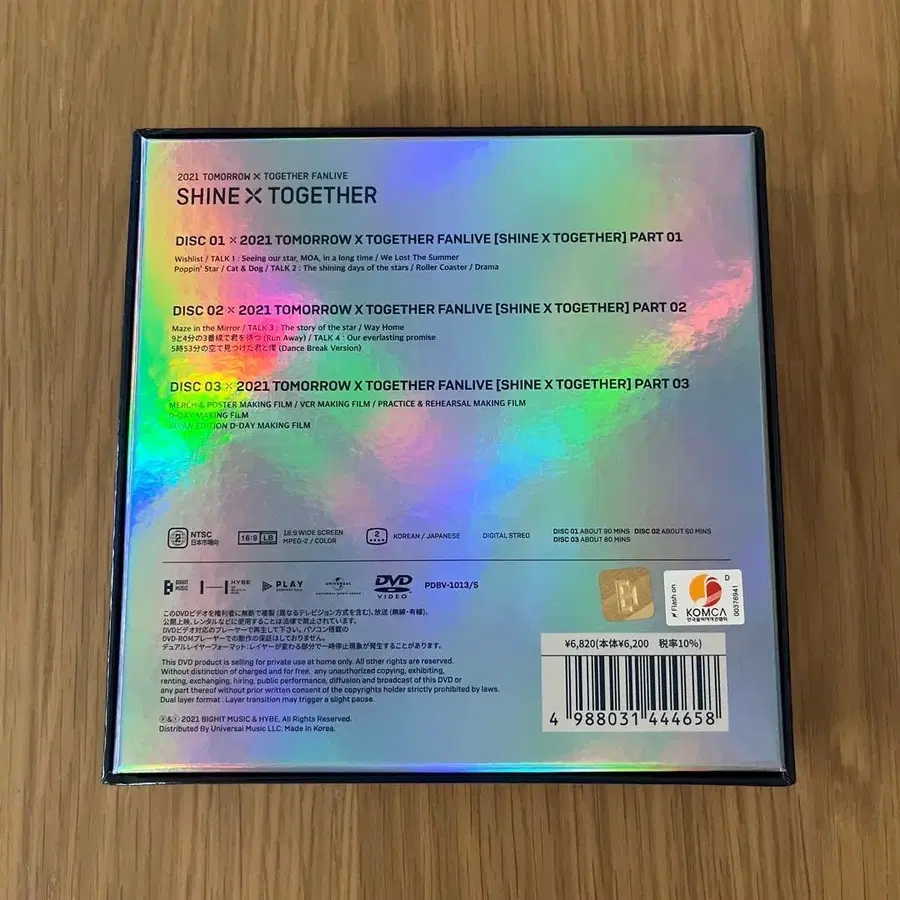 2021 TOMORROW × TOGETHER FANLIVE
SHINE × TOGETHER
DISC 01 × 2021 TOMORROW X TOGETHER FANLIVE [SHINE X TOGETHER] PART 01
Wishlist / TALK 1 : Seeing our star, MOA, in a long time / We Lost The Summer
Poppin' Star / Cat & Dog / TALK 2 : The shining days of the stars / Roller Coaster / Drama
DISC 02 × 2021 TOMORROW X TOGETHER FANLIVE [SHINE X TOGETHER] PART 02
Maze in the Mirror / TALK 3 : The story of the star / Way Home
9と4分の3番線で君を待つ (Run Away) / TALK 4 : Our everlasting promise
5時53分の空で見つけた君と僕 (Dance Break Version)
DISC 03 × 2021 TOMORROW X TOGETHER FANLIVE [SHINE X TOGETHER] PART 03
MERCH & POSTER MAKING FILM / VCR MAKING FILM / PRACTICE & REHEARSAL MAKING FILM
D-DAY MAKING FILM
JAPAN EDITION D-DAY MAKING FILM
2 NTSC 日本市場向
16:9 LB 16:9 WIDE SCREEN MPEG-2 / COLOR
2 KOREAN / JAPANESE
DIGITAL STREO
DISC 01 ABOUT 90 MINS DISC 02 ABOUT 60 MINS
DISC 03 ABOUT 80 MINS
BIGHIT MUSIC HYBE PLAY UNIVERSAL DVD VIDEO PDBV-1013/5
Flash on KOMCA 한국음악저작권협회 D 00376941
このDVDビデオを権利者に無断で複製 (異なるテレビジョン方式を含む)、放送 (無線・有線)、
公開上映、レンタルなどに使用することは法律で禁止されています。
DVDビデオ対応のプレーヤーで再生して下さい。パソコン搭載の
DVD-ROMプレーヤーでの動作の保証はしておりません。
デュアルレイヤーフォーマット：レイヤーが変わる部分で一時停止現象が発生することがあります。
This DVD product is selling for private use at home only. All other rights are reserved.
Without distinction of charged and for free, any unauthorized copying, exhibiting,
renting, exchanging, hiring, public performance, diffusion and broadcast of this DVD or
any part thereof without prior written consent of the copyrights holder strictly prohibited by laws.
Dual layer format . Layer transition may trigger a slight pause.
℗&© 2021 BIGHIT MUSIC & HYBE. All Rights Reserved.
Distributed By Universal Music LLC. Made in Korea.
¥6,820(本体¥6,200 税率10%)
4 988031 444658